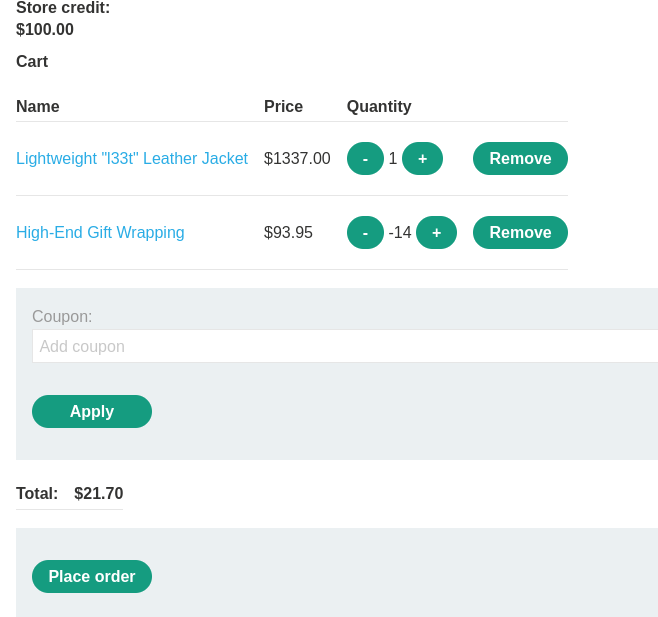 Store credit:
$100.00
Cart
Name Price Quantity
Lightweight "l33t" Leather Jacket $1337.00 - 1 + Remove
High-End Gift Wrapping $93.95 - -14 + Remove
Coupon:
Add coupon
Apply
Total: $21.70
Place order